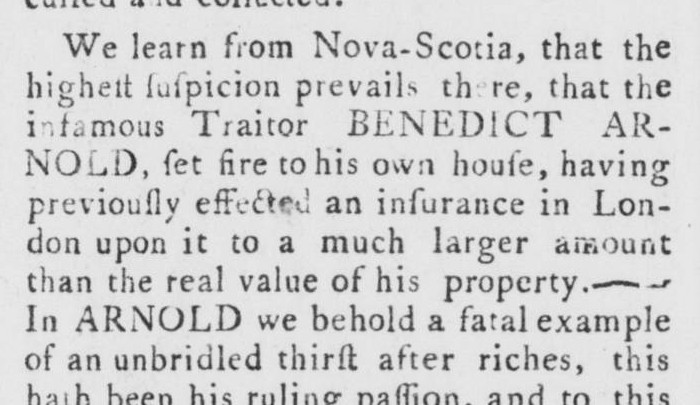 culled and collected.
We learn from Nova-Scotia, that the
higheſt ſuſpicion prevails there, that the
infamous Traitor BENEDICT AR-
NOLD, ſet fire to his own houſe, having
previouſly effected an inſurance in Lon-
don upon it to a much larger amount
than the real value of his property.——
In ARNOLD we behold a fatal example
of an unbridled thirſt after riches, this
hath been his ruling paſſion, and to this